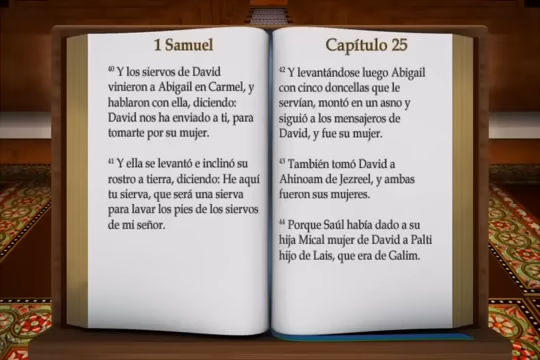 1 Samuel
⁴⁰ Y los siervos de David
vinieron a Abigail en Carmel, y
hablaron con ella, diciendo:
David nos ha enviado a ti, para
tomarte por su mujer.
⁴¹ Y ella se levantó e inclinó su
rostro a tierra, diciendo: He aquí
tu sierva, que será una sierva
para lavar los pies de los siervos
de mi señor.
Capítulo 25
⁴² Y levantándose luego Abigail
con cinco doncellas que le
servían, montó en un asno y
siguió a los mensajeros de
David, y fue su mujer.
⁴³ También tomó David a
Ahinoam de Jezreel, y ambas
fueron sus mujeres.
⁴⁴ Porque Saúl había dado a su
hija Mical mujer de David a Palti
hijo de Lais, que era de Galim.